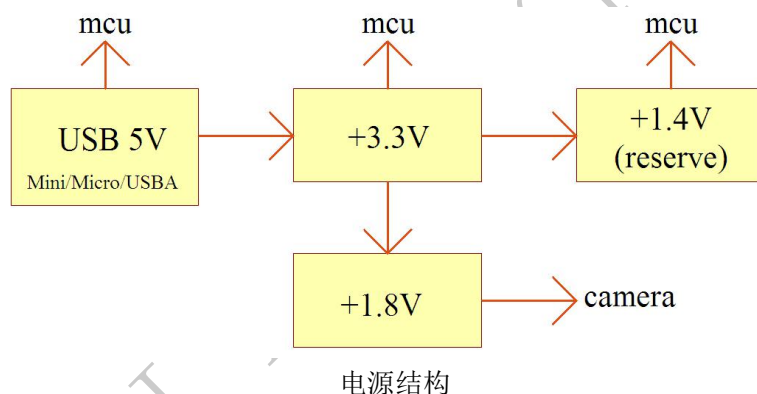 mcu
mcu
mcu
USB 5V
Mini/Micro/USBA
+3.3V
+1.4V
(reserve)
+1.8V
camera
电源结构